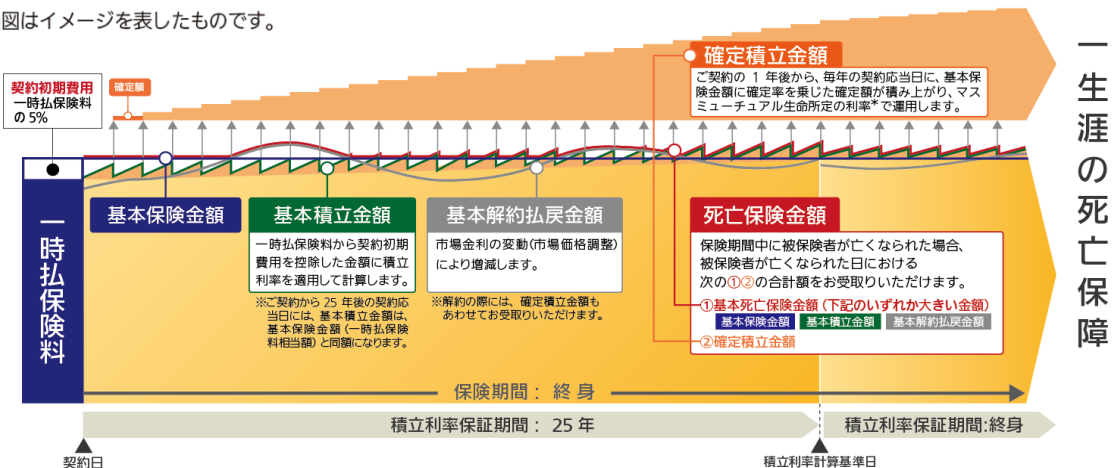 図はイメージを表したものです。
契約初期費用
一時払保険料
の5%
確定額
確定積立金額
ご契約の 1 年後から、毎年の契約応当日に、基本保
険金額に確定率を乗じた確定額が積み上がり、マス
ミューチュアル生命所定の利率*で運用します。
一生涯の死亡保障
一時払保険料
基本保険金額
基本積立金額
一時払保険料から契約初期
費用を控除した金額に積立
利率を適用して計算します。
※ご契約から 25 年後の契約応
当日には、基本積立金額は、
基本保険金額(一時払保険
料相当額)と同額になります。
基本解約払戻金額
市場金利の変動(市場価格調整)
により増減します。
※解約の際には、確定積立金額も
あわせてお受取りいただけます。
死亡保険金額
保険期間中に被保険者が亡くなられた場合、
被保険者が亡くなられた日における
次の①②の合計額をお受取りいただけます。
①基本死亡保険金額(下記のいずれか大きい金額)
基本保険金額 基本積立金額 基本解約払戻金額
②確定積立金額
保険期間: 終身
積立利率保証期間: 25 年
積立利率保証期間:終身
契約日
積立利率計算基準日